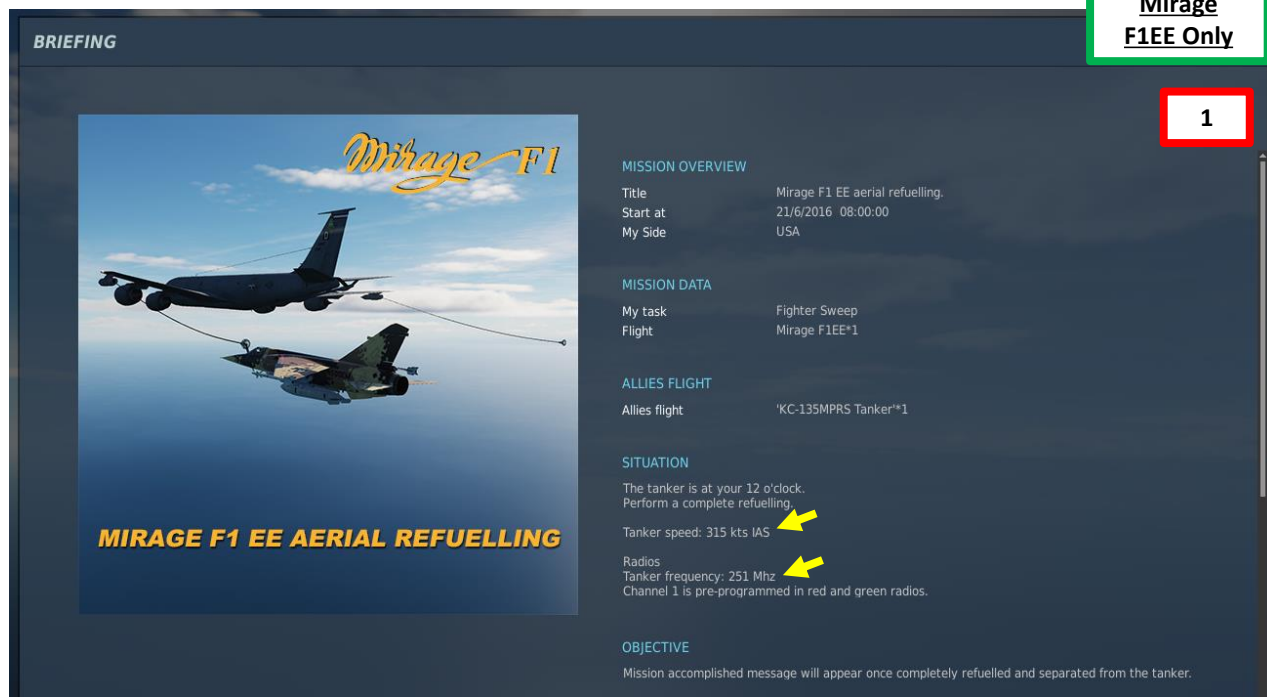 Mirage
F1EE Only
BRIEFING
1
Mirage F1
MIRAGE F1 EE AERIAL REFUELLING
MISSION OVERVIEW
Title Mirage F1 EE aerial refuelling.
Start at 21/6/2016 08:00:00
My Side USA
MISSION DATA
My task Fighter Sweep
Flight Mirage F1EE*1
ALLIES FLIGHT
Allies flight 'KC-135MPRS Tanker'*1
SITUATION
The tanker is at your 12 o'clock.
Perform a complete refuelling.
Tanker speed: 315 kts IAS
Radios
Tanker frequency: 251 Mhz
Channel 1 is pre-programmed in red and green radios.
OBJECTIVE
Mission accomplished message will appear once completely refuelled and separated from the tanker.